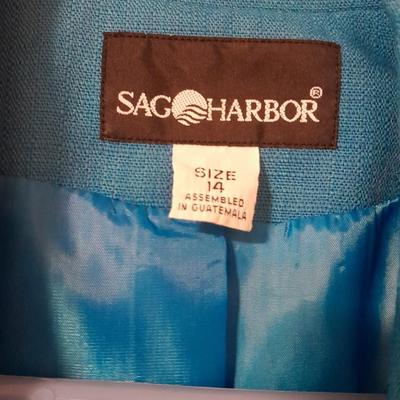 SAG HARBOR®
SIZE
14
ASSEMBLED
IN GUATEMALA